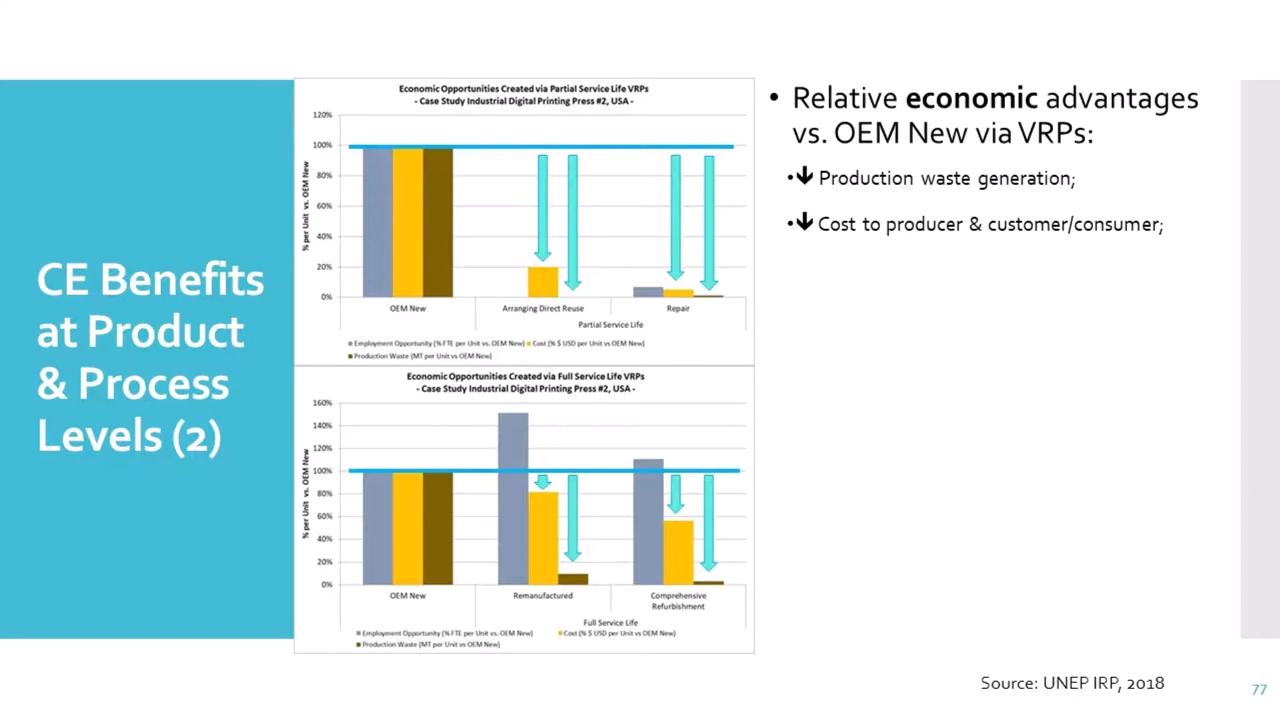 CE Benefits
at Product
& Process
Levels (2)
Economic Opportunities Created via Partial Service Life VRPs
- Case Study Industrial Digital Printing Press #2, USA -
% per Unit vs. OEM New
120%
100%
80%
60%
40%
20%
0%
OEM New
Arranging Direct Reuse
Repair
Partial Service Life
Employment Opportunity (% FTE per Unit vs. OEM New)
Cost (% $ USD per Unit vs OEM New)
Production Waste (MT per Unit vs OEM New)
Economic Opportunities Created via Full Service Life VRPs
- Case Study Industrial Digital Printing Press #2, USA -
% per Unit vs. OEM New
160%
140%
120%
100%
80%
60%
40%
20%
0%
OEM New
Remanufactured
Comprehensive
Refurbishment
Full Service Life
Employment Opportunity (% FTE per Unit vs. OEM New)
Cost (% $ USD per Unit vs OEM New)
Production Waste (MT per Unit vs OEM New)
• Relative economic advantages
vs. OEM New via VRPs:
•🡻 Production waste generation;
•🡻 Cost to producer & customer/consumer;
Source: UNEP IRP, 2018
77